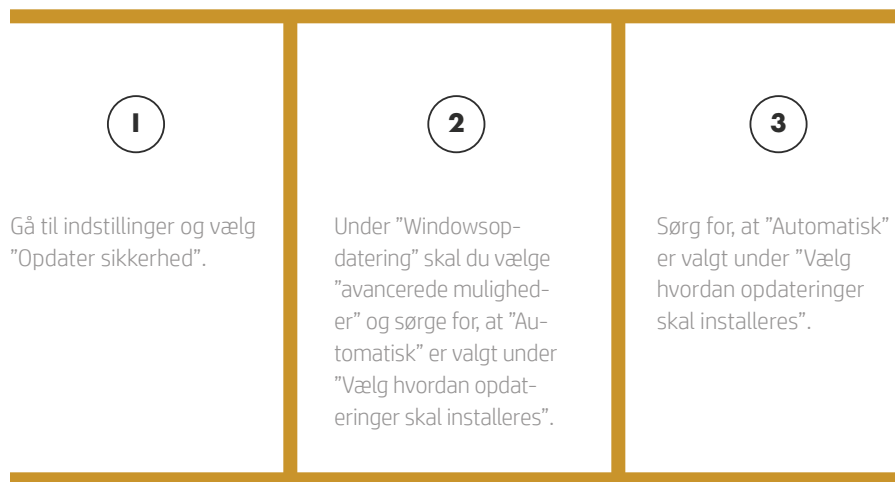 1
Gå til indstillinger og vælg
”Opdater sikkerhed”.
2
Under ”Windowsop-
datering” skal du vælge
”avancerede mulighed-
er” og sørge for, at ”Au-
tomatisk” er valgt under
”Vælg hvordan opdat-
eringer skal installeres”.
3
Sørg for, at ”Automatisk”
er valgt under ”Vælg
hvordan opdateringer
skal installeres”.